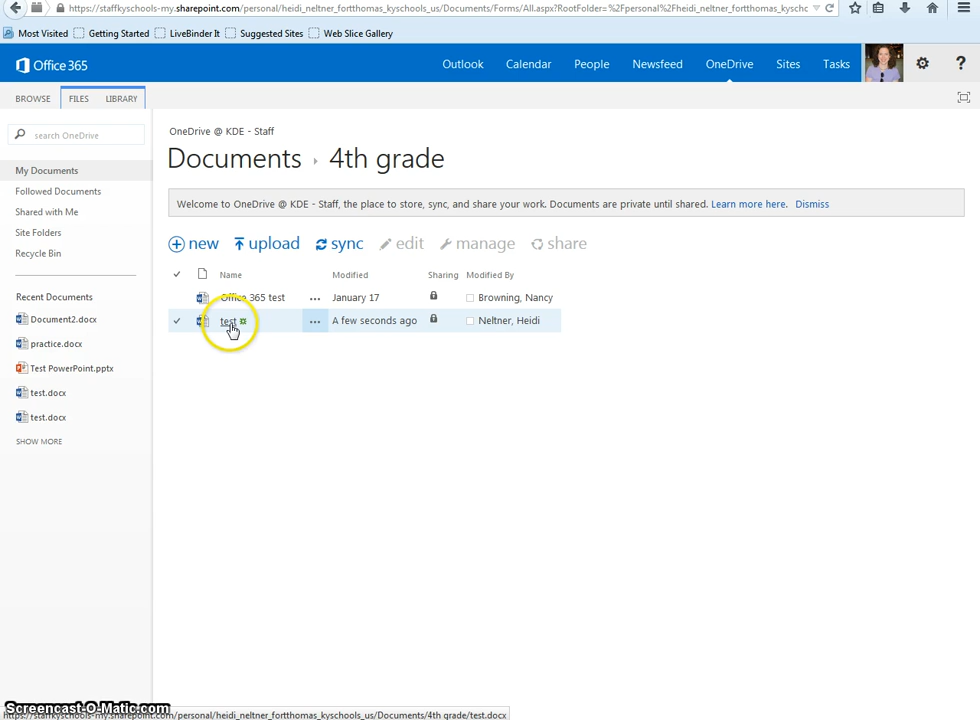 https://staffkyschools-my.sharepoint.com/personal/heidi_neltner_fortthomas_kyschools_us/Documents/Forms/All.aspx?RootFolder=%2Fpersonal%2Fheidi_neltner_fortthomas_kyschc
Most Visited Getting Started LiveBinder It Suggested Sites Web Slice Gallery
Office 365 Outlook Calendar People Newsfeed OneDrive Sites Tasks ?
BROWSE FILES LIBRARY
search OneDrive
My Documents
Followed Documents
Shared with Me
Site Folders
Recycle Bin
Recent Documents
Document2.docx
practice.docx
Test PowerPoint.pptx
test.docx
test.docx
SHOW MORE
OneDrive @ KDE - Staff
Documents › 4th grade
Welcome to OneDrive @ KDE - Staff, the place to store, sync, and share your work. Documents are private until shared. Learn more here. Dismiss
new upload sync edit manage share
Name Modified Sharing Modified By
Office 365 test ... January 17 Browning, Nancy
test ... A few seconds ago Neltner, Heidi
Screencast-O-Matic.com
https://staffkyschools-my.sharepoint.com/personal/heidi_neltner_fortthomas_kyschools_us/Documents/4th grade/test.docx